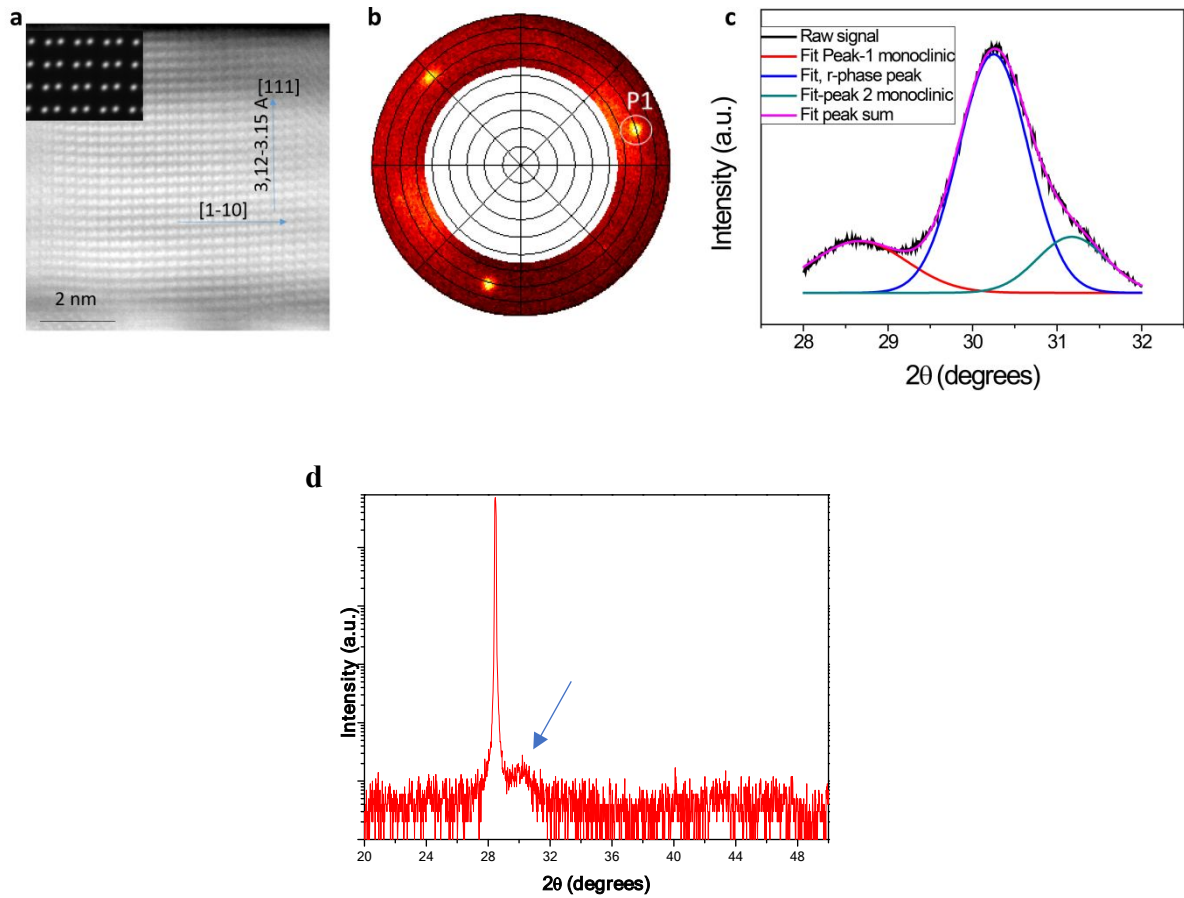 a
[111]
3,12-3.15 A
[1-10]
2 nm
b
P1
c
Raw signal
Fit Peak-1 monoclinic
Fit, r-phase peak
Fit-peak 2 monoclinic
Fit peak sum
Intensity (a.u.)
28 29 30 31 32
2θ (degrees)
d
Intensity (a.u.)
20 24 28 32 36 40 44 48
2θ (degrees)